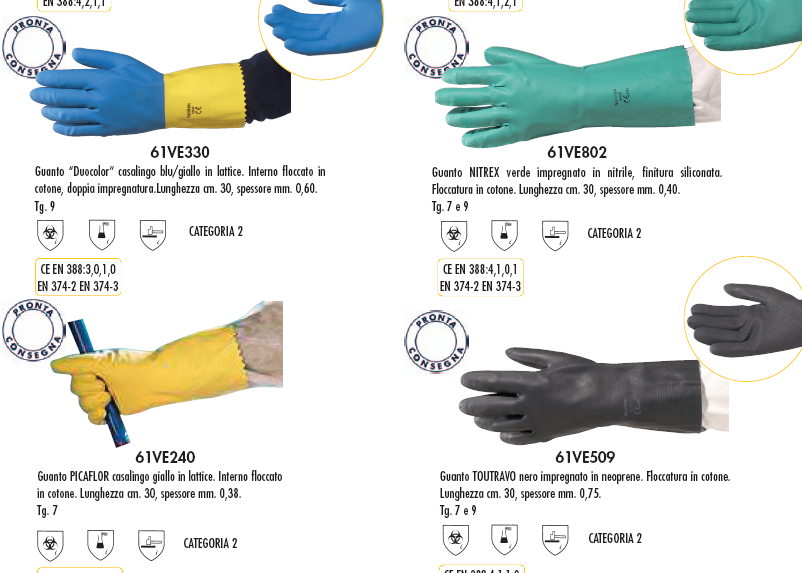 EN 388:4,2,1,1
PRONTA CONSEGNA
61VE330
Guanto “Duocolor” casalingo blu/giallo in lattice. Interno floccato in
cotone, doppia impregnatura.Lunghezza cm. 30, spessore mm. 0,60.
Tg. 9
CATEGORIA 2
CE EN 388:3,0,1,0
EN 374-2 EN 374-3
PRONTA CONSEGNA
61VE240
Guanto PICAFLOR casalingo giallo in lattice. Interno floccato
in cotone. Lunghezza cm. 30, spessore mm. 0,38.
Tg. 7
CATEGORIA 2
EN 388:4,1,2,1
PRONTA CONSEGNA
61VE802
Guanto NITREX verde impregnato in nitrile, finitura siliconata.
Floccatura in cotone. Lunghezza cm. 30, spessore mm. 0,40.
Tg. 7 e 9
CATEGORIA 2
CE EN 388:4,1,0,1
EN 374-2 EN 374-3
PRONTA CONSEGNA
61VE509
Guanto TOUTRAVO nero impregnato in neoprene. Floccatura in cotone.
Lunghezza cm. 30, spessore mm. 0,75.
Tg. 7 e 9
CATEGORIA 2